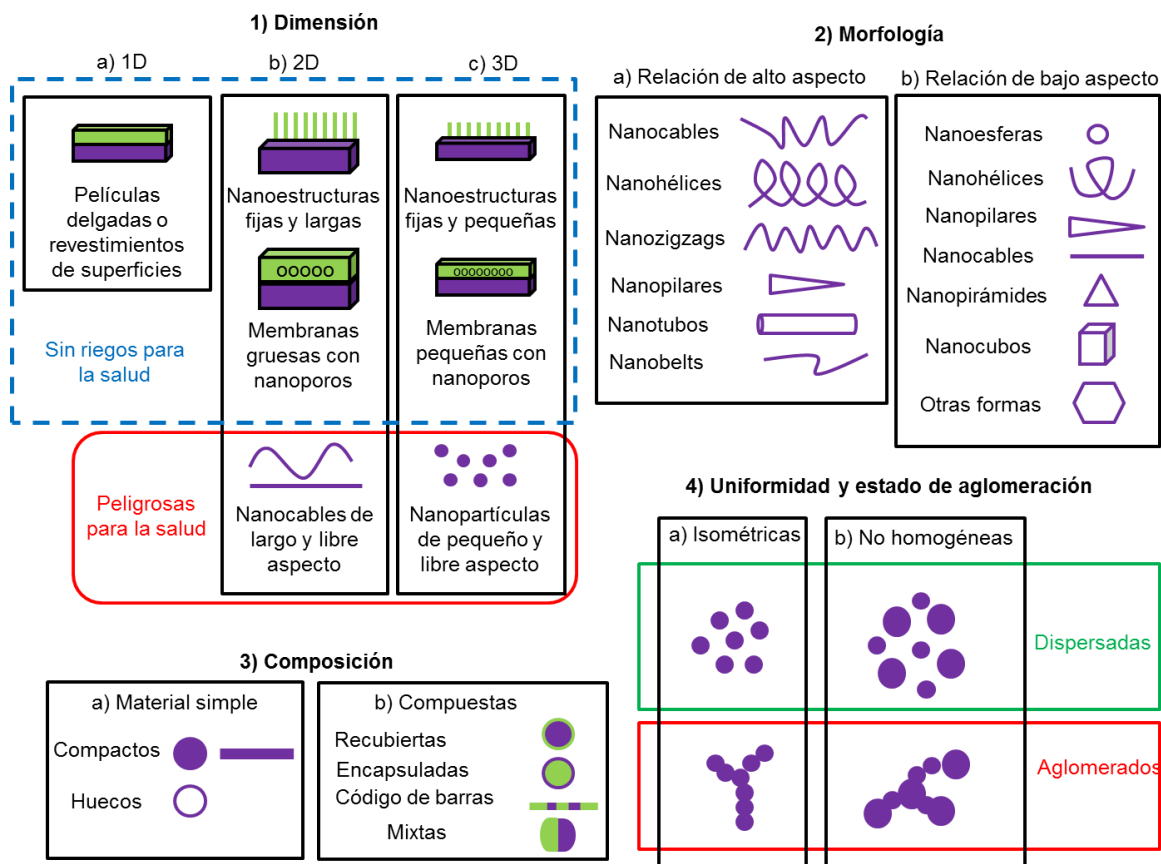 1) Dimensión
a) 1D
b) 2D
c) 3D
Películas
delgadas o
revestimientos
de superficies
Nanoestructuras
fijas y largas
Nanoestructuras
fijas y pequeñas
Membranas
gruesas con
nanoporos
Membranas
pequeñas con
nanoporos
Sin riegos para
la salud
Peligrosas
para la salud
Nanocables de
largo y libre
aspecto
Nanopartículas
de pequeño y
libre aspecto
2) Morfología
a) Relación de alto aspecto
Nanocables
Nanohélices
Nanozigzags
Nanopilares
Nanotubos
Nanobelts
b) Relación de bajo aspecto
Nanoesferas
Nanohélices
Nanopilares
Nanocables
Nanopirámides
Nanocubos
Otras formas
3) Composición
a) Material simple
Compactos
Huecos
b) Compuestas
Recubiertas
Encapsuladas
Código de barras
Mixtas
4) Uniformidad y estado de aglomeración
a) Isométricas
b) No homogéneas
Dispersadas
Aglomerados